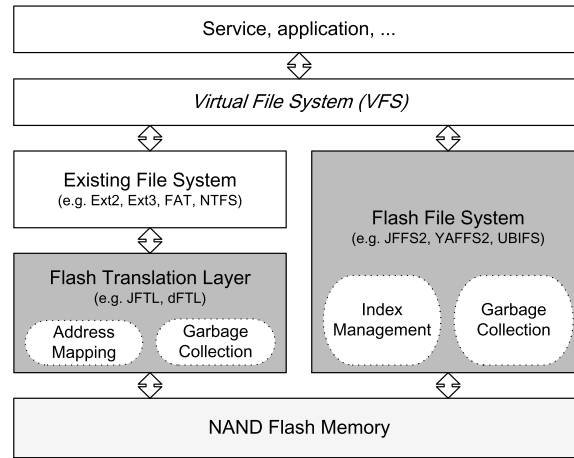 Service, application, ...
Virtual File System (VFS)
Existing File System
(e.g. Ext2, Ext3, FAT, NTFS)
Flash Translation Layer
(e.g. JFTL, dFTL)
Address
Mapping
Garbage
Collection
Flash File System
(e.g. JFFS2, YAFFS2, UBIFS)
Index
Management
Garbage
Collection
NAND Flash Memory